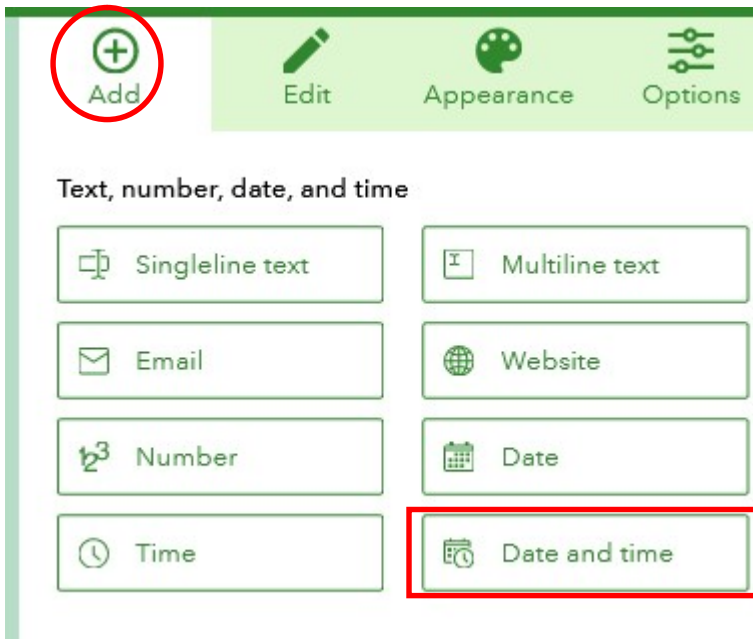 Add Edit Appearance Options
Text, number, date, and time
Singleline text Multiline text
Email Website
123 Number Date
Time Date and time